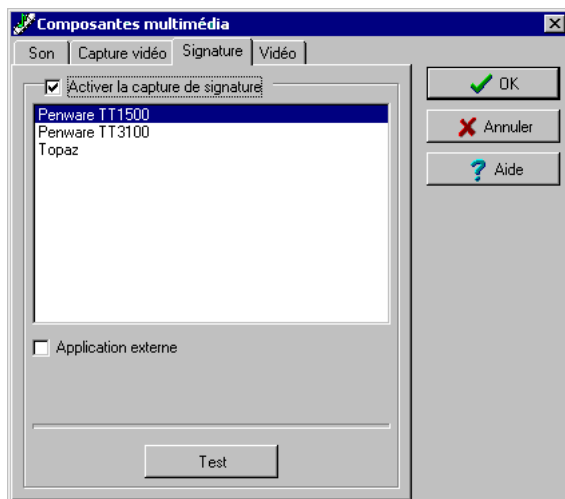 Composantes multimédia
Son
Capture vidéo
Signature
Vidéo
Activer la capture de signature
Penware TT1500
Penware TT3100
Topaz
Application externe
Test
OK
Annuler
Aide